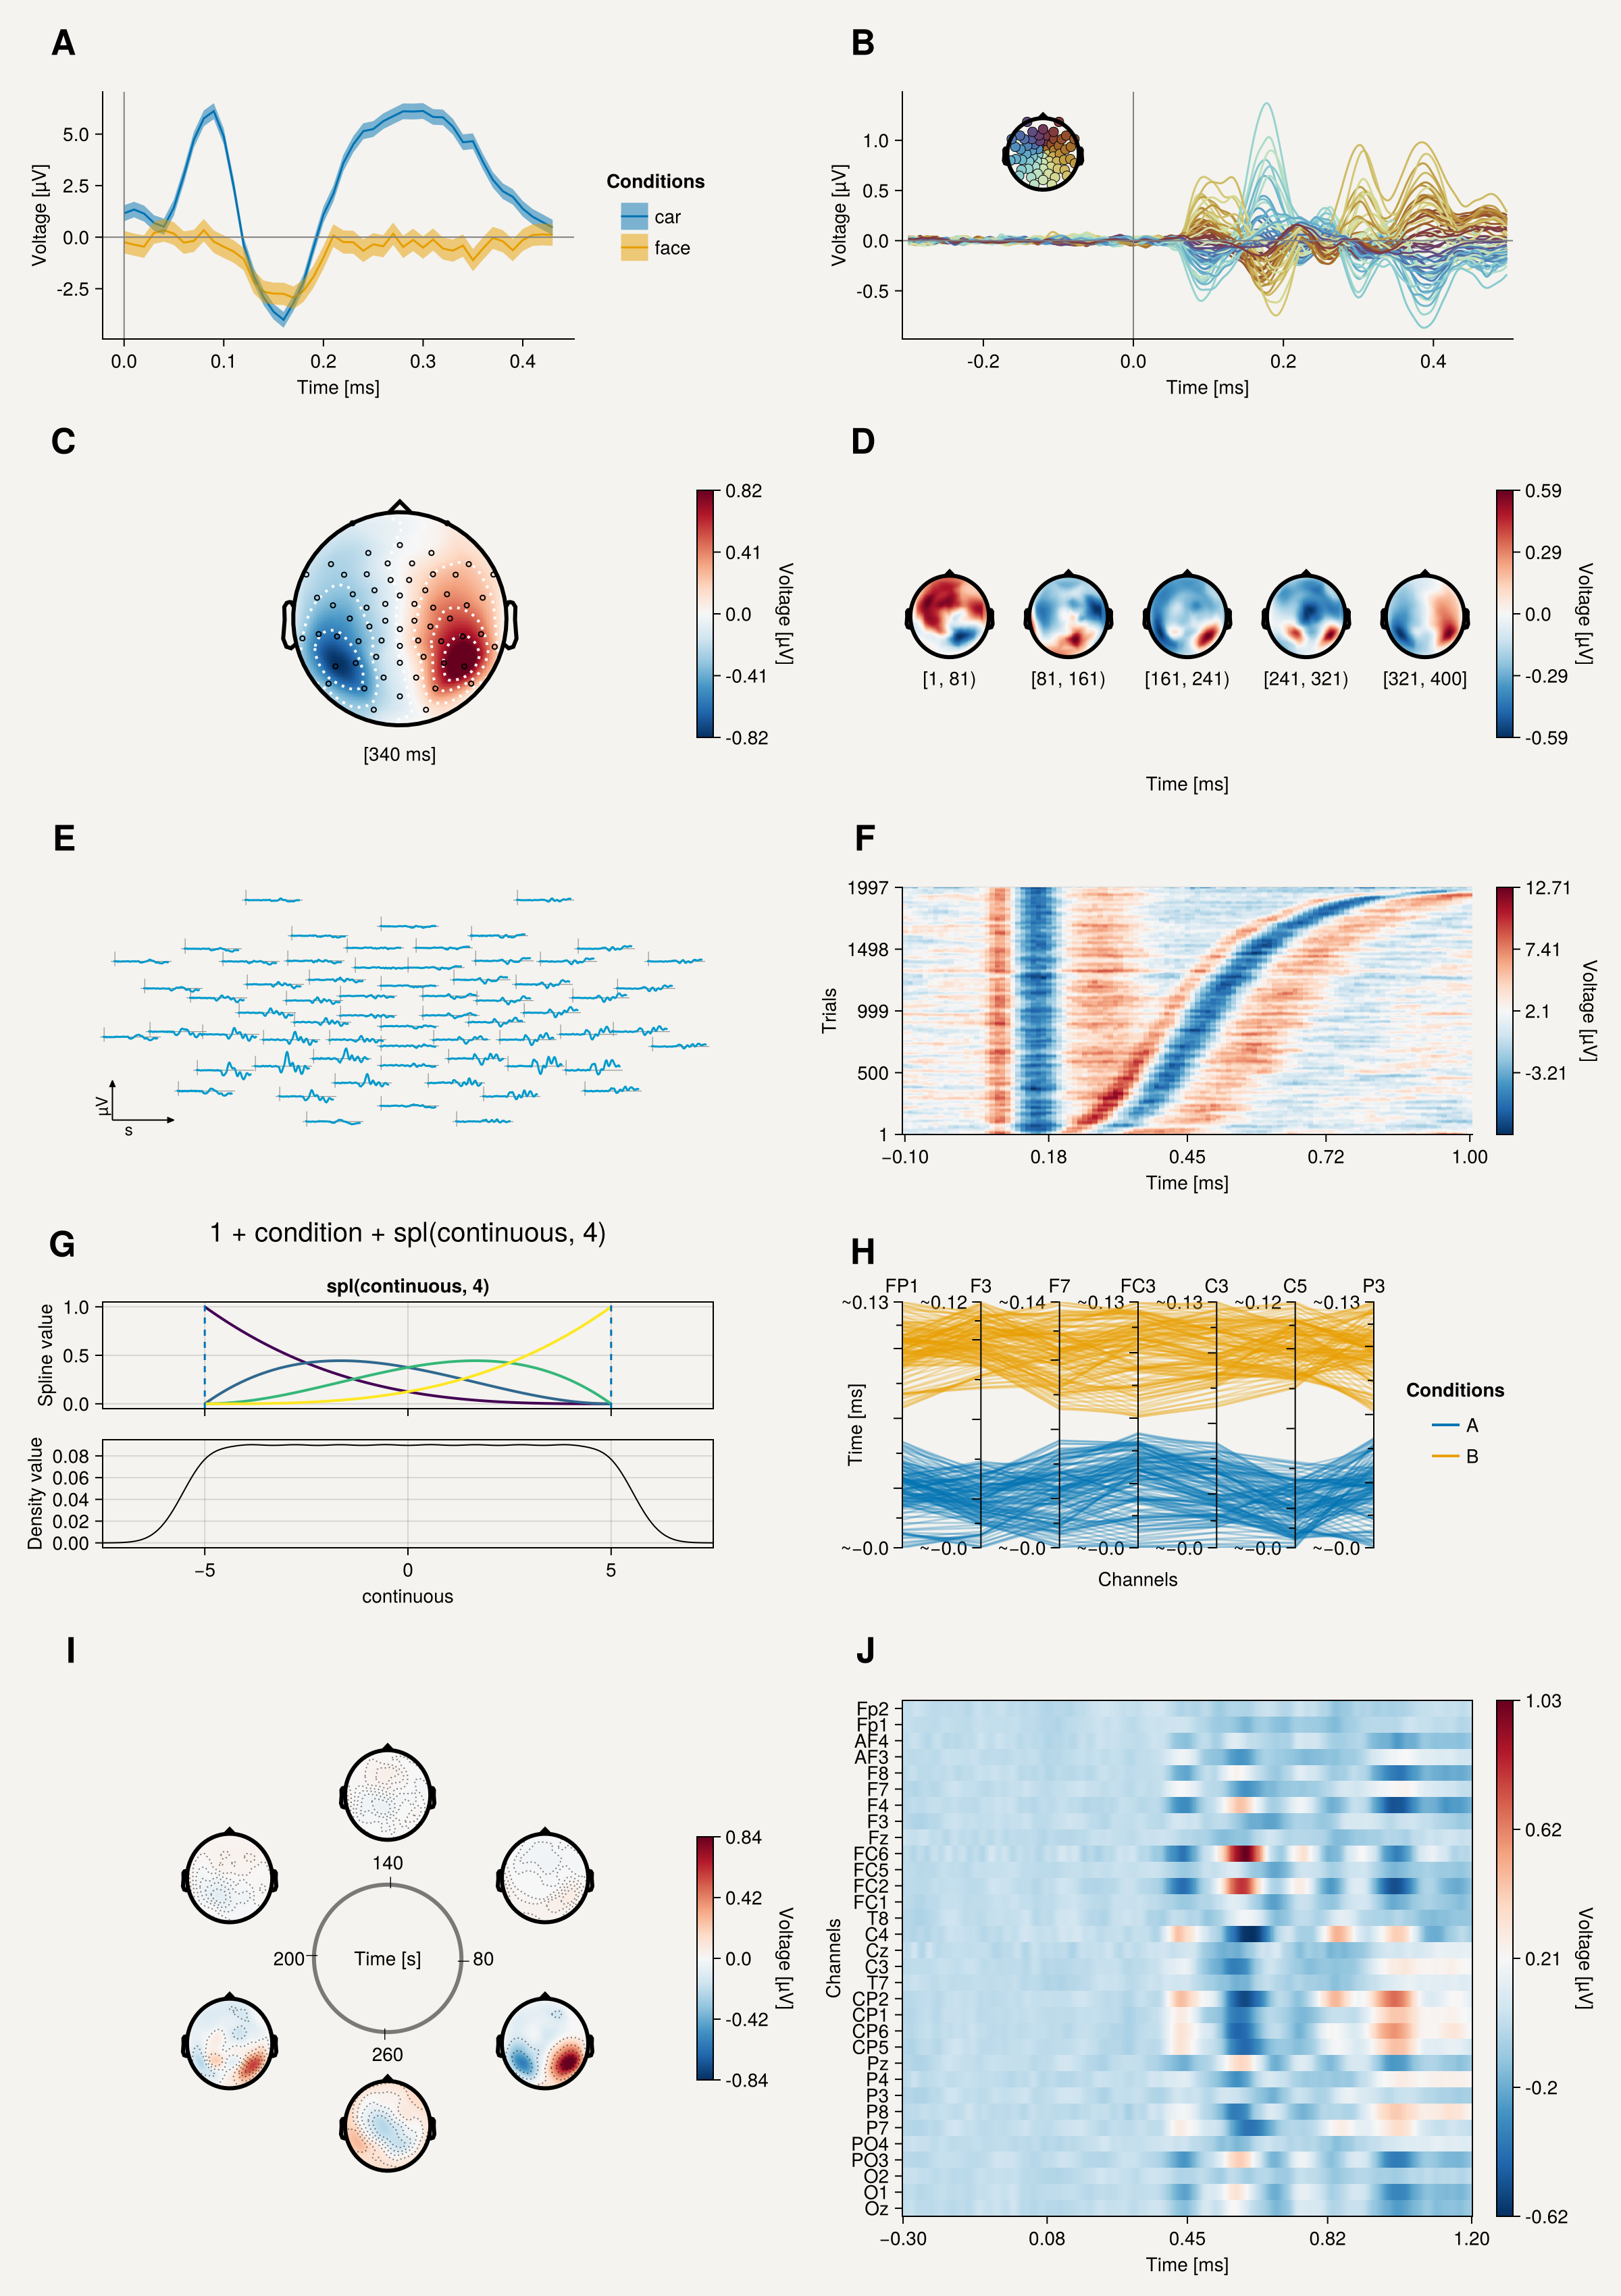 A
Voltage [µV]
5.0
2.5
0.0
-2.5
0.0 0.1 0.2 0.3 0.4
Time [ms]
Conditions
car
face
B
Voltage [µV]
1.0
0.5
0.0
-0.5
-0.2 0.0 0.2 0.4
Time [ms]
C
[340 ms]
0.82
0.41
0.0
-0.41
-0.82
Voltage [µV]
D
[1, 81) [81, 161) [161, 241) [241, 321) [321, 400]
Time [ms]
0.59
0.29
0.0
-0.29
-0.59
Voltage [µV]
E
µV
s
F
Trials
1997
1498
999
500
1
−0.10 0.18 0.45 0.72 1.00
Time [ms]
12.71
7.41
2.1
-3.21
Voltage [µV]
G
1 + condition + spl(continuous, 4)
spl(continuous, 4)
Spline value
1.0
0.5
0.0
Density value
0.08
0.06
0.04
0.02
0.00
−5 0 5
continuous
H
FP1 F3 F7 FC3 C3 C5 P3
~0.13 ~0.12 ~0.14 ~0.13 ~0.13 ~0.12 ~0.13
Time [ms]
~−0.0 ~−0.0 ~−0.0 ~−0.0 ~−0.0 ~−0.0 ~−0.0
Channels
Conditions
A
B
I
140
200 Time [s] 80
260
0.84
0.42
0.0
-0.42
-0.84
Voltage [µV]
J
Channels
Fp2
Fp1
AF4
AF3
F8
F7
F4
F3
Fz
FC6
FC5
FC2
FC1
T8
C4
Cz
C3
T7
CP2
CP1
CP6
CP5
Pz
P4
P3
P8
P7
PO4
PO3
O2
O1
Oz
−0.30 0.08 0.45 0.82 1.20
Time [ms]
1.03
0.62
0.21
-0.2
-0.62
Voltage [µV]